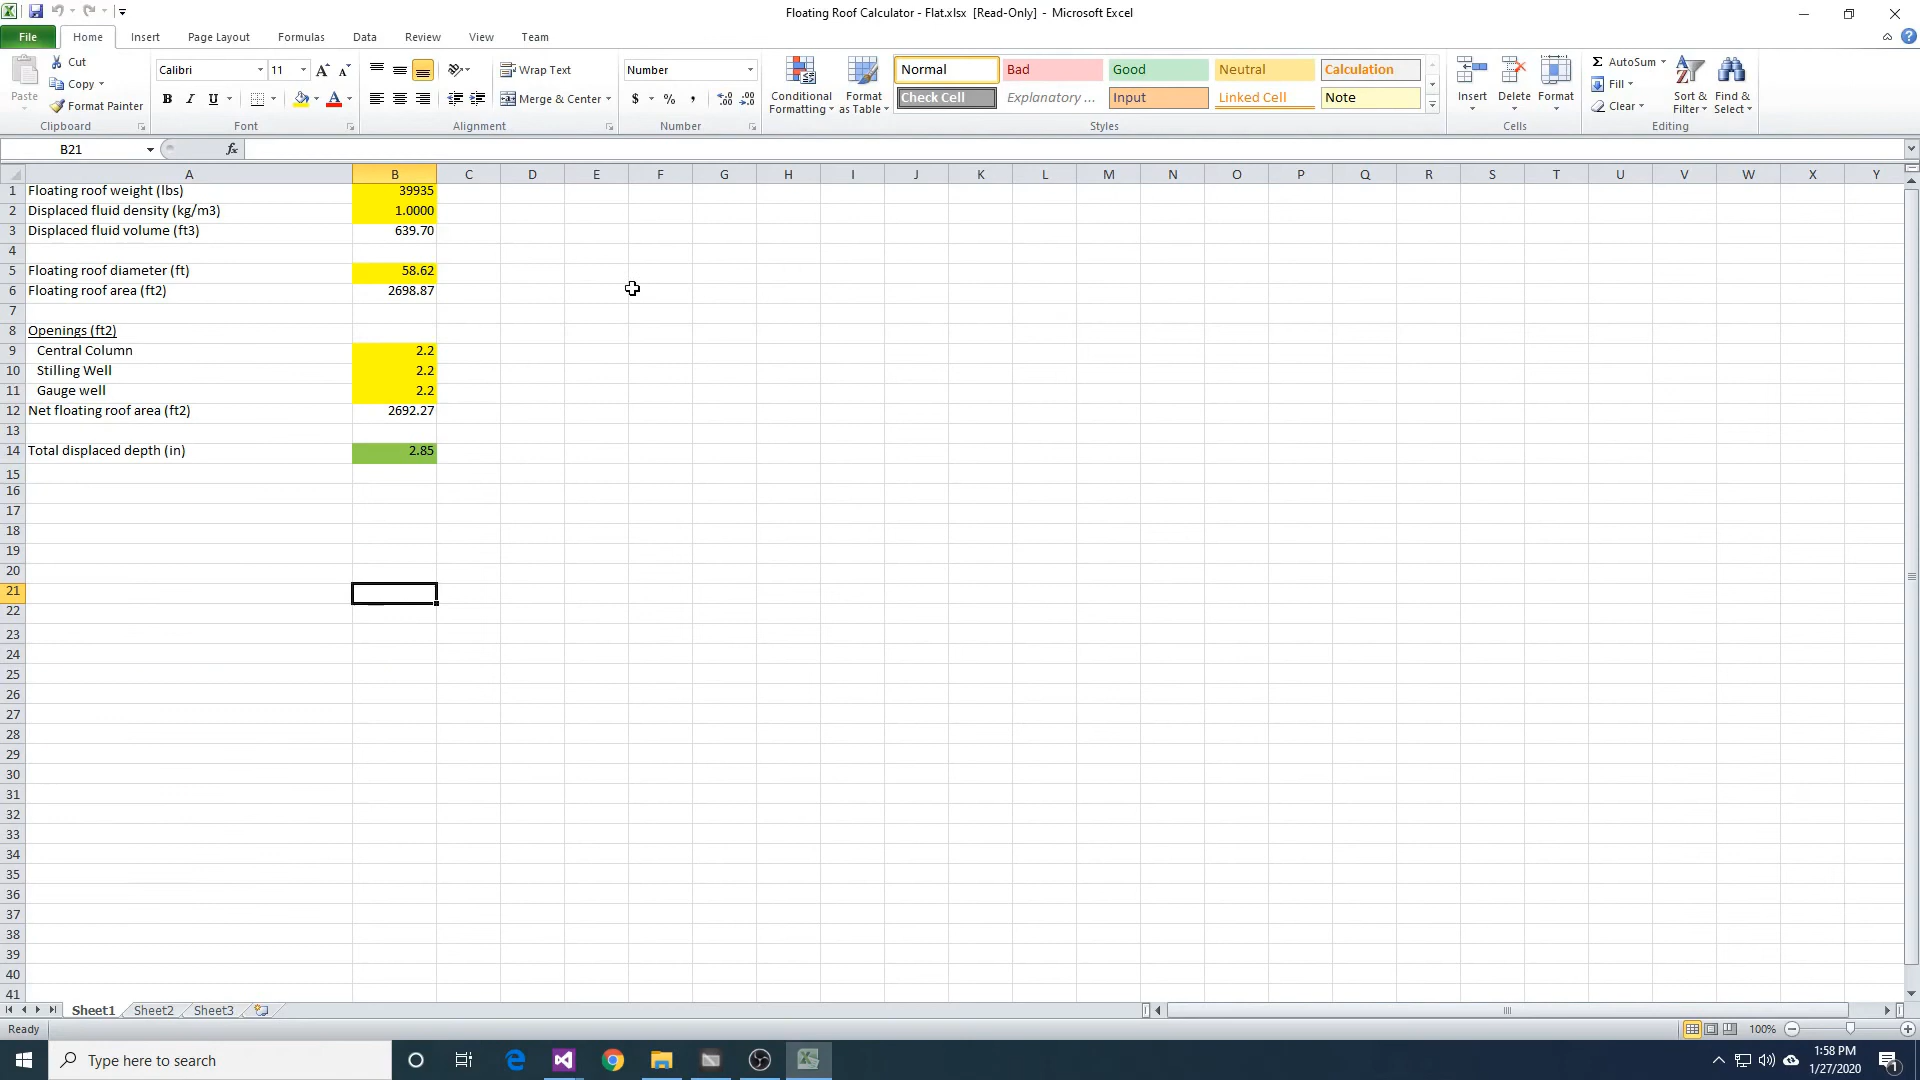 Floating Roof Calculator - Flat.xlsx [Read-Only] - Microsoft Excel
File Home Insert Page Layout Formulas Data Review View Team
Paste Cut Copy Format Painter
Calibri 11
B I U A
Wrap Text
Merge & Center
Number
$ % ,
Conditional Formatting
Format as Table
Normal Bad Good Neutral Calculation
Check Cell Explanatory ... Input Linked Cell Note
Insert Delete Format
Σ AutoSum
Fill
Clear
Sort & Filter
Find & Select
Clipboard Font Alignment Number Styles Cells Editing
B21 fx
A B C D E F G H I J K L M N O P Q R S T U V W X Y
1 Floating roof weight (lbs) 39935
2 Displaced fluid density (kg/m3) 1.0000
3 Displaced fluid volume (ft3) 639.70
4
5 Floating roof diameter (ft) 58.62
6 Floating roof area (ft2) 2698.87
7
8 Openings (ft2)
9 Central Column 2.2
10 Stilling Well 2.2
11 Gauge well 2.2
12 Net floating roof area (ft2) 2692.27
13
14 Total displaced depth (in) 2.85
15
16
17
18
19
20
21
22
23
24
25
26
27
28
29
30
31
32
33
34
35
36
37
38
39
40
41
Sheet1 Sheet2 Sheet3
Ready 100%
Type here to search
1:58 PM
1/27/2020
1